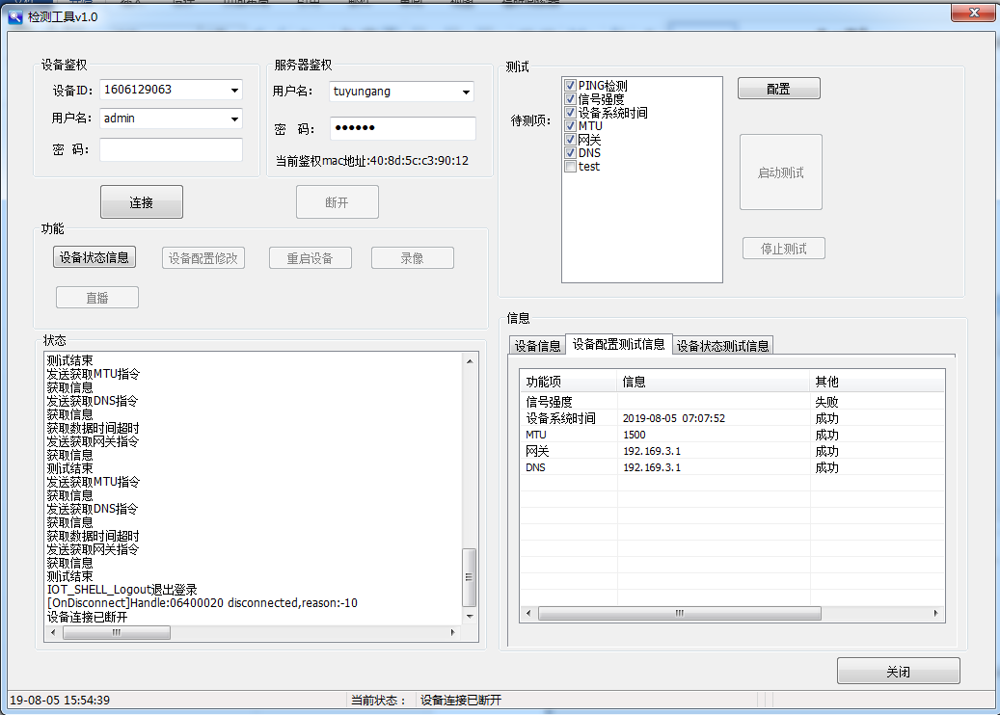 检测工具v1.0
设备鉴权
设备ID: 1606129063
用户名: admin
密 码:
服务器鉴权
用户名: tuyungang
密 码: ●●●●●●
当前鉴权mac地址:40:8d:5c:c3:90:12
连接
断开
功能
设备状态信息
设备配置修改
重启设备
录像
直播
测试
待测项:
PING检测
信号强度
设备系统时间
MTU
网关
DNS
test
配置
启动测试
停止测试
状态
测试结束
发送获取MTU指令
获取信息
发送获取DNS指令
获取信息
获取数据时间超时
发送获取网关指令
获取信息
测试结束
发送获取MTU指令
获取信息
发送获取DNS指令
获取信息
获取数据时间超时
发送获取网关指令
获取信息
测试结束
IOT_SHELL_Logout退出登录
[OnDisconnect]Handle:06400020 disconnected,reason:-10
设备连接已断开
信息
设备信息 设备配置测试信息 设备状态测试信息
功能项 信息 其他
信号强度 失败
设备系统时间 2019-08-05 07:07:52 成功
MTU 1500 成功
网关 192.169.3.1 成功
DNS 192.169.3.1 成功
关闭
19-08-05 15:54:39 当前状态： 设备连接已断开